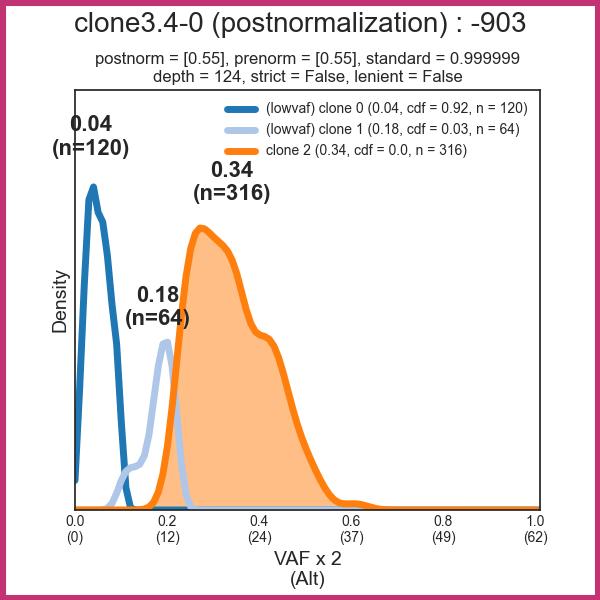 clone3.4-0 (postnormalization) : -903
postnorm = [0.55], prenorm = [0.55], standard = 0.999999
depth = 124, strict = False, lenient = False
(lowvaf) clone 0 (0.04, cdf = 0.92, n = 120)
(lowvaf) clone 1 (0.18, cdf = 0.03, n = 64)
clone 2 (0.34, cdf = 0.0, n = 316)
0.04
(n=120)
0.34
(n=316)
0.18
(n=64)
Density
0.0 0.2 0.4 0.6 0.8 1.0
(0) (12) (24) (37) (49) (62)
VAF x 2
(Alt)